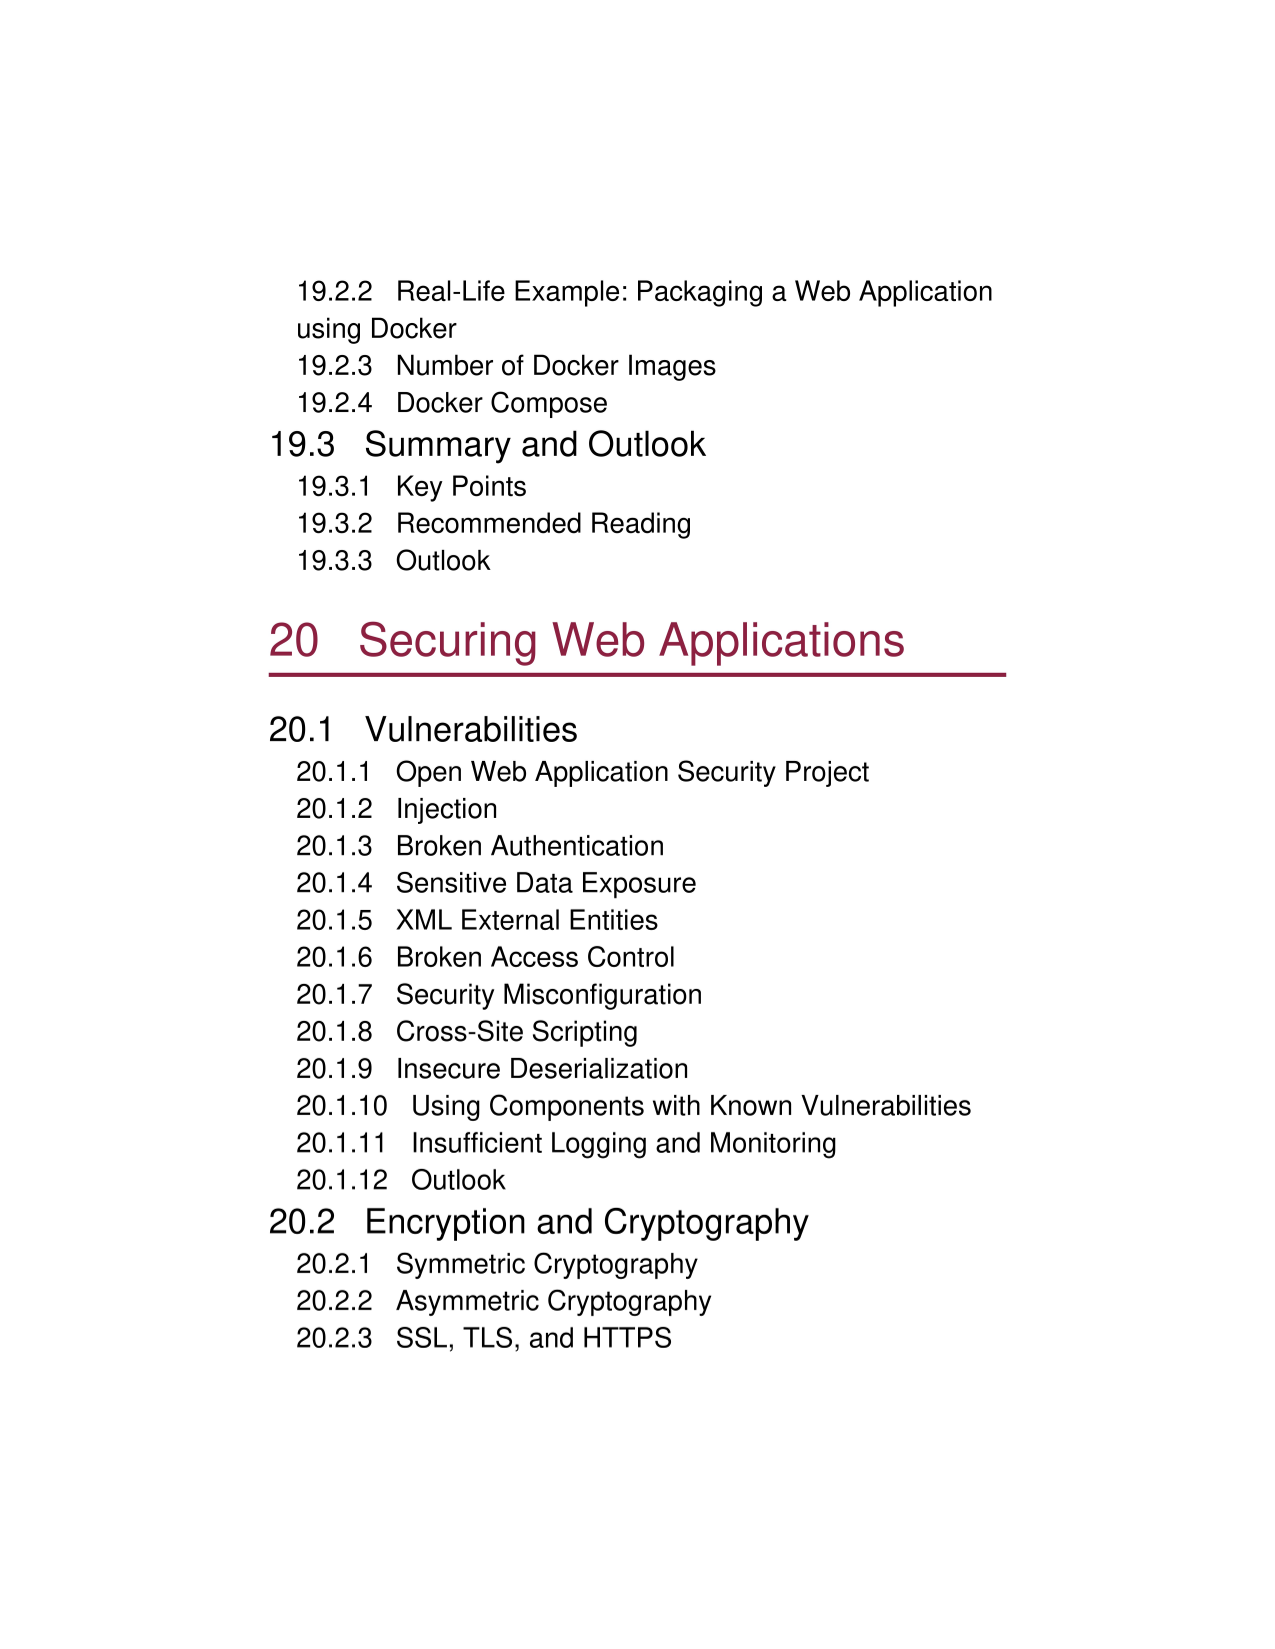 19.2.2 Real-Life Example: Packaging a Web Application
using Docker
19.2.3 Number of Docker Images
19.2.4 Docker Compose
19.3 Summary and Outlook
19.3.1 Key Points
19.3.2 Recommended Reading
19.3.3 Outlook
20 Securing Web Applications
20.1 Vulnerabilities
20.1.1 Open Web Application Security Project
20.1.2 Injection
20.1.3 Broken Authentication
20.1.4 Sensitive Data Exposure
20.1.5 XML External Entities
20.1.6 Broken Access Control
20.1.7 Security Misconfiguration
20.1.8 Cross-Site Scripting
20.1.9 Insecure Deserialization
20.1.10 Using Components with Known Vulnerabilities
20.1.11 Insufficient Logging and Monitoring
20.1.12 Outlook
20.2 Encryption and Cryptography
20.2.1 Symmetric Cryptography
20.2.2 Asymmetric Cryptography
20.2.3 SSL, TLS, and HTTPS